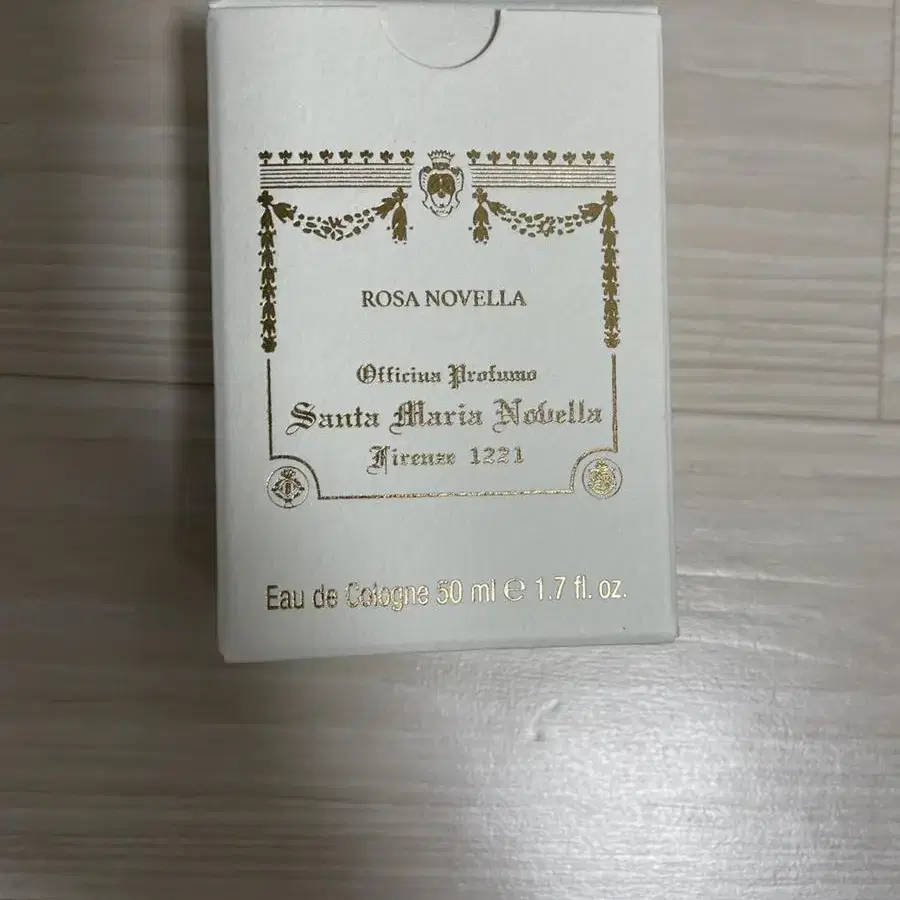 ROSA NOVELLA
Officina Profumo
Santa Maria Novella
Firenze 1221
Eau de Cologne 50 ml ℮ 1.7 fl. oz.